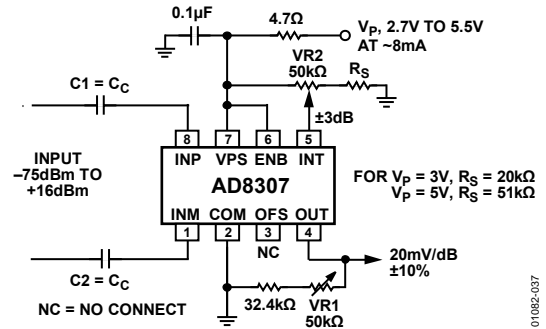 0.1µF
4.7Ω
VP, 2.7V TO 5.5V
AT ~8mA
VR2
50kΩ
RS
C1 = CC
±3dB
8 7 6 5
INP VPS ENB INT
INPUT
–75dBm TO
+16dBm
AD8307
FOR VP = 3V, RS = 20kΩ
VP = 5V, RS = 51kΩ
INM COM OFS OUT
1 2 3 4
NC
C2 = CC
20mV/dB
±10%
NC = NO CONNECT
32.4kΩ
VR1
50kΩ
01082-037